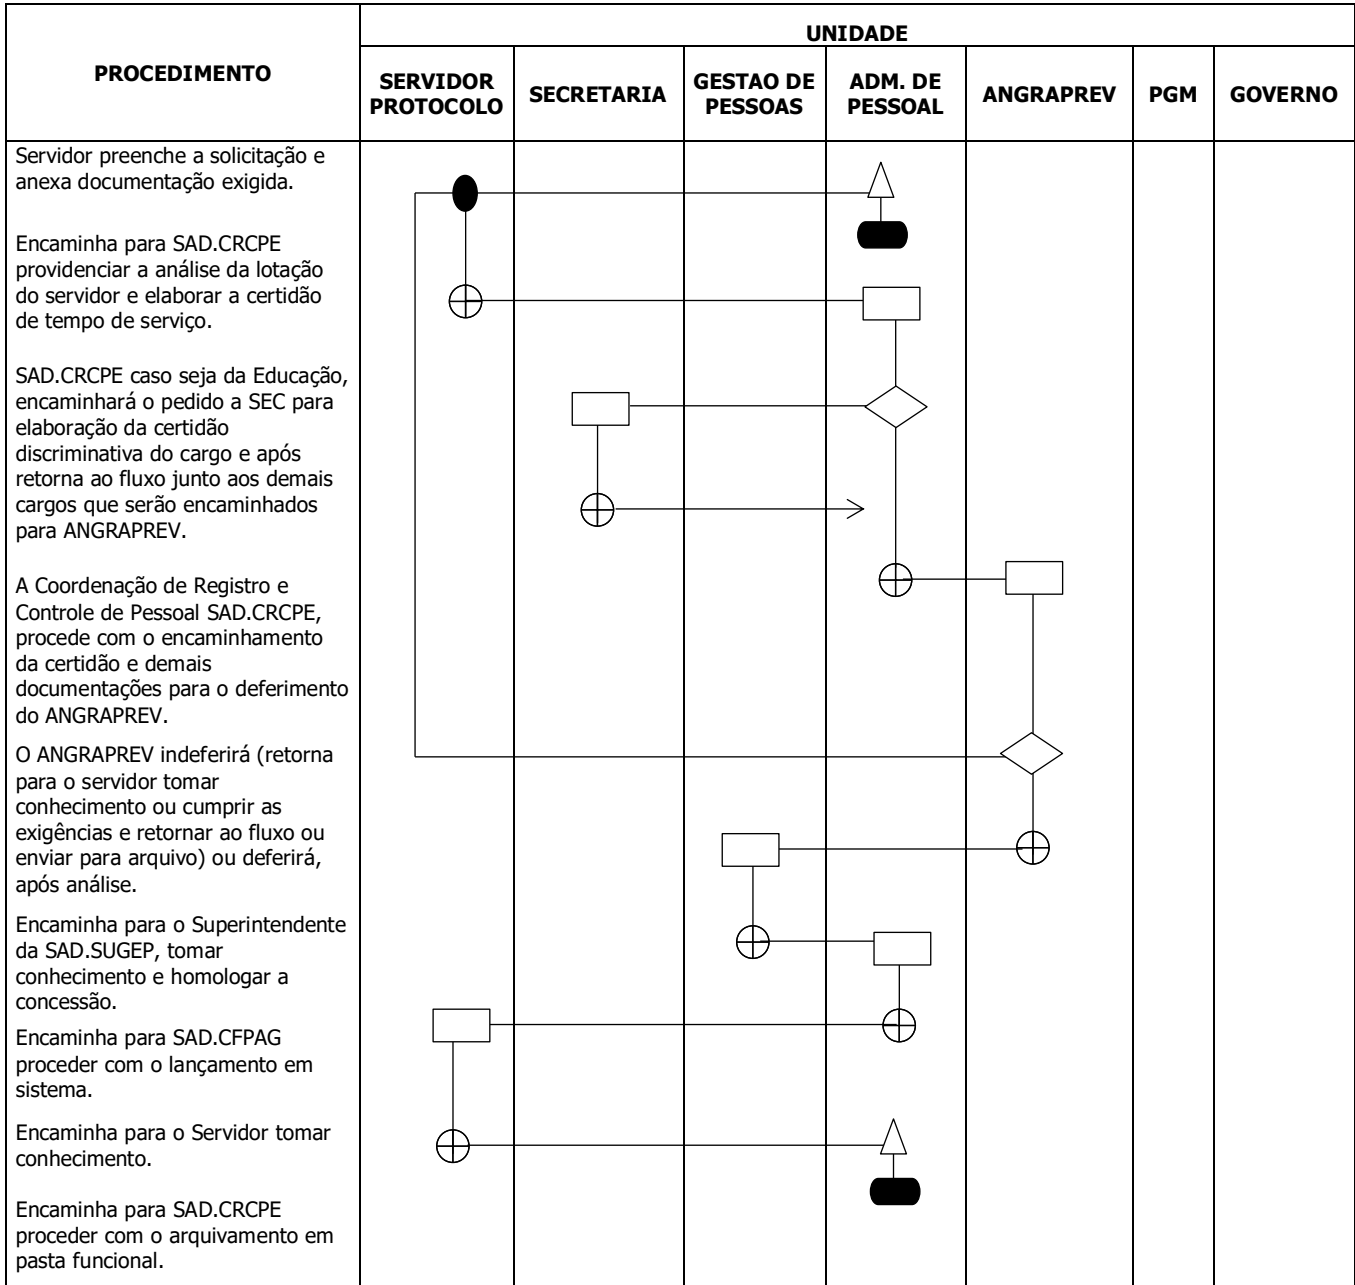 UNIDADE
PROCEDIMENTO
SERVIDOR
PROTOCOLO
SECRETARIA
GESTAO DE
PESSOAS
ADM. DE
PESSOAL
ANGRAPREV
PGM
GOVERNO
Servidor preenche a solicitação e
anexa documentação exigida.
Encaminha para SAD.CRCPE
providenciar a análise da lotação
do servidor e elaborar a certidão
de tempo de serviço.
SAD.CRCPE caso seja da Educação,
encaminhará o pedido a SEC para
elaboração da certidão
discriminativa do cargo e após
retorna ao fluxo junto aos demais
cargos que serão encaminhados
para ANGRAPREV.
A Coordenação de Registro e
Controle de Pessoal SAD.CRCPE,
procede com o encaminhamento
da certidão e demais
documentações para o deferimento
do ANGRAPREV.
O ANGRAPREV indeferirá (retorna
para o servidor tomar
conhecimento ou cumprir as
exigências e retornar ao fluxo ou
enviar para arquivo) ou deferirá,
após análise.
Encaminha para o Superintendente
da SAD.SUGEP, tomar
conhecimento e homologar a
concessão.
Encaminha para SAD.CFPAG
proceder com o lançamento em
sistema.
Encaminha para o Servidor tomar
conhecimento.
Encaminha para SAD.CRCPE
proceder com o arquivamento em
pasta funcional.